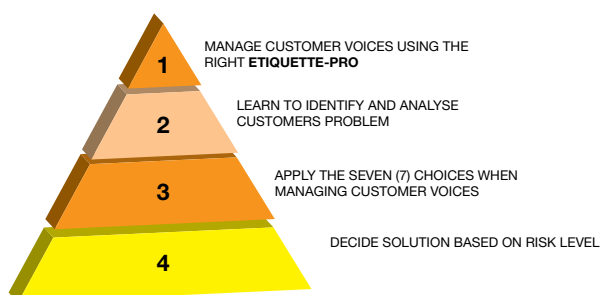 1
MANAGE CUSTOMER VOICES USING THE
RIGHT ETIQUETTE-PRO
2
LEARN TO IDENTIFY AND ANALYSE
CUSTOMERS PROBLEM
3
APPLY THE SEVEN (7) CHOICES WHEN
MANAGING CUSTOMER VOICES
4
DECIDE SOLUTION BASED ON RISK LEVEL